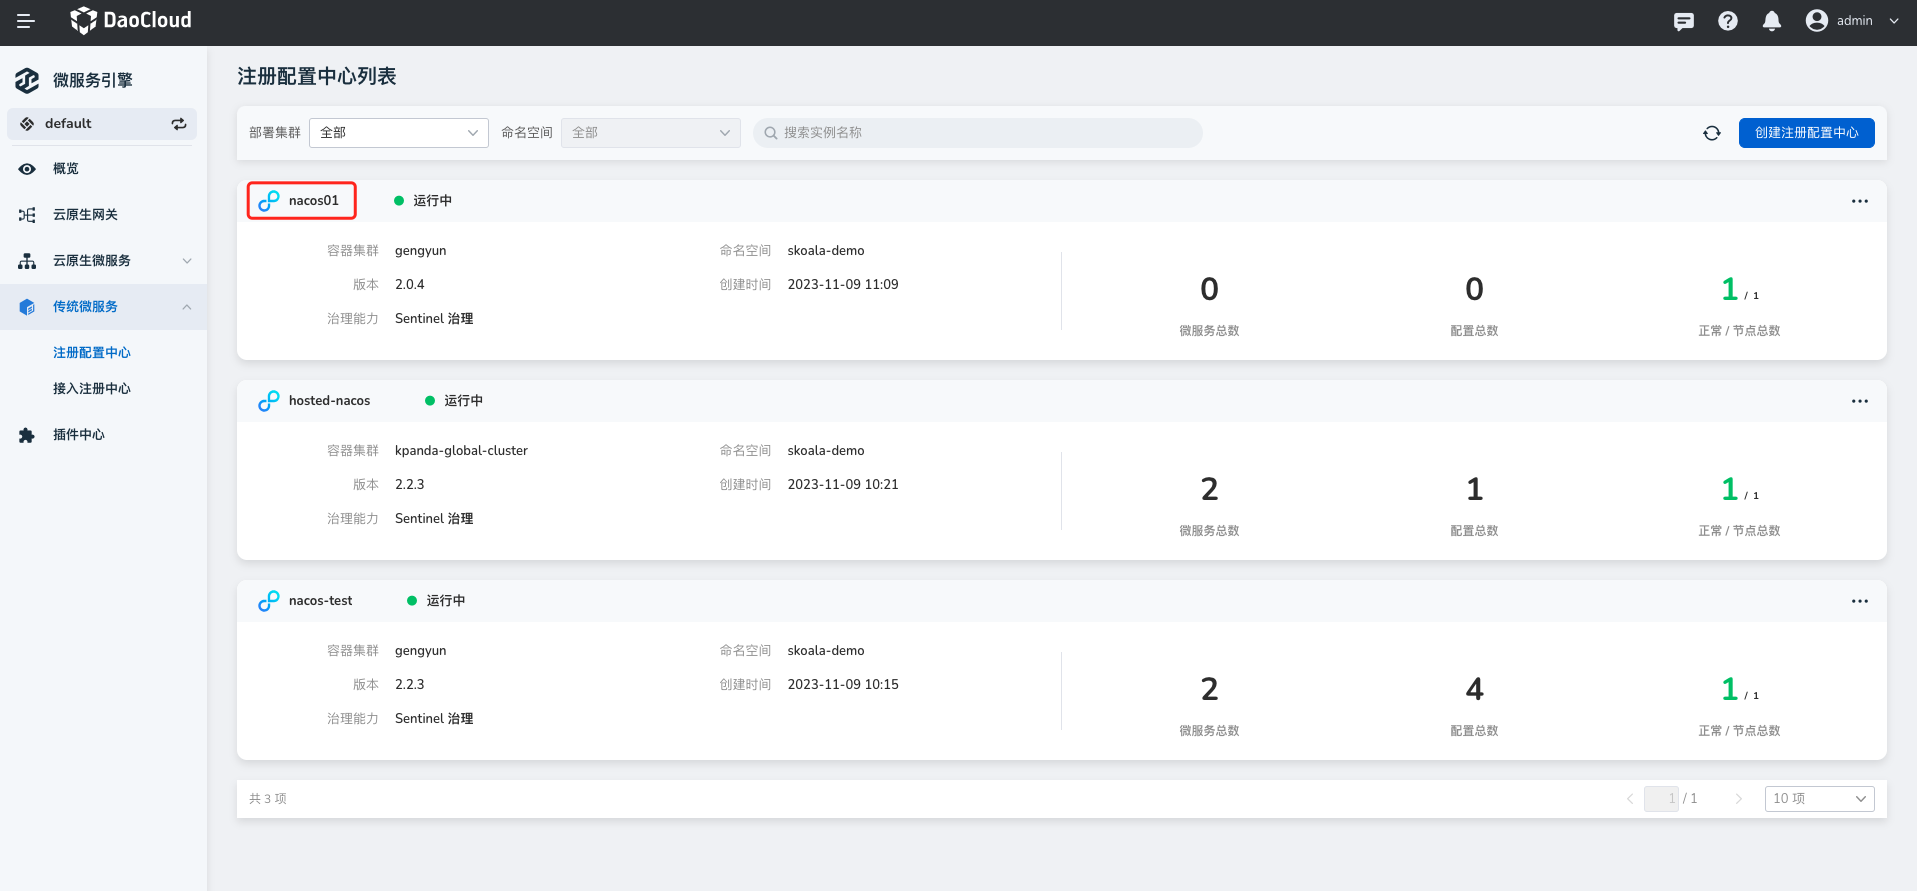 DaoCloud
admin
微服务引擎
default
概览
云原生网关
云原生微服务
传统微服务
注册配置中心
接入注册中心
插件中心
注册配置中心列表
部署集群 全部 命名空间 全部 搜索实例名称 创建注册配置中心
nacos01 运行中
容器集群 gengyun 命名空间 skoala-demo
版本 2.0.4 创建时间 2023-11-09 11:09
治理能力 Sentinel 治理
0 0 1 / 1
微服务总数 配置总数 正常 / 节点总数
hosted-nacos 运行中
容器集群 kpanda-global-cluster 命名空间 skoala-demo
版本 2.2.3 创建时间 2023-11-09 10:21
治理能力 Sentinel 治理
2 1 1 / 1
微服务总数 配置总数 正常 / 节点总数
nacos-test 运行中
容器集群 gengyun 命名空间 skoala-demo
版本 2.2.3 创建时间 2023-11-09 10:15
治理能力 Sentinel 治理
2 4 1 / 1
微服务总数 配置总数 正常 / 节点总数
共 3 项 1 / 1 10 项